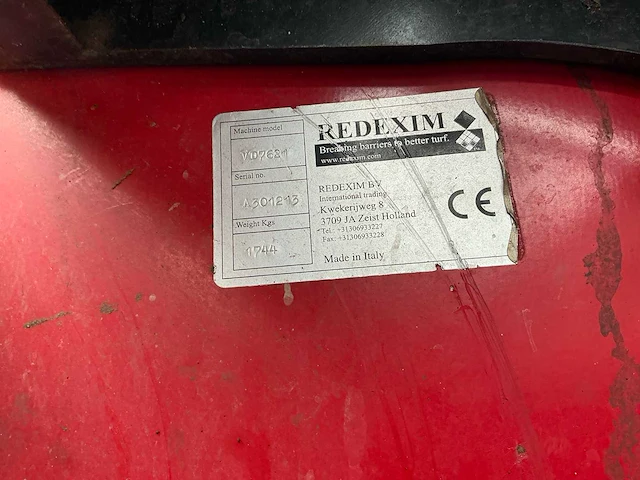 Machine model
VD7621
Serial no.
A301213
Weight Kgs
1744
REDEXIM
Breaking barriers to better turf.
www.redexim.com
REDEXIM BV
International trading
Kwekerijweg 8
3709 JA Zeist Holland
Tel.: +31306933227
Fax: +31306933228
Made in Italy
CE